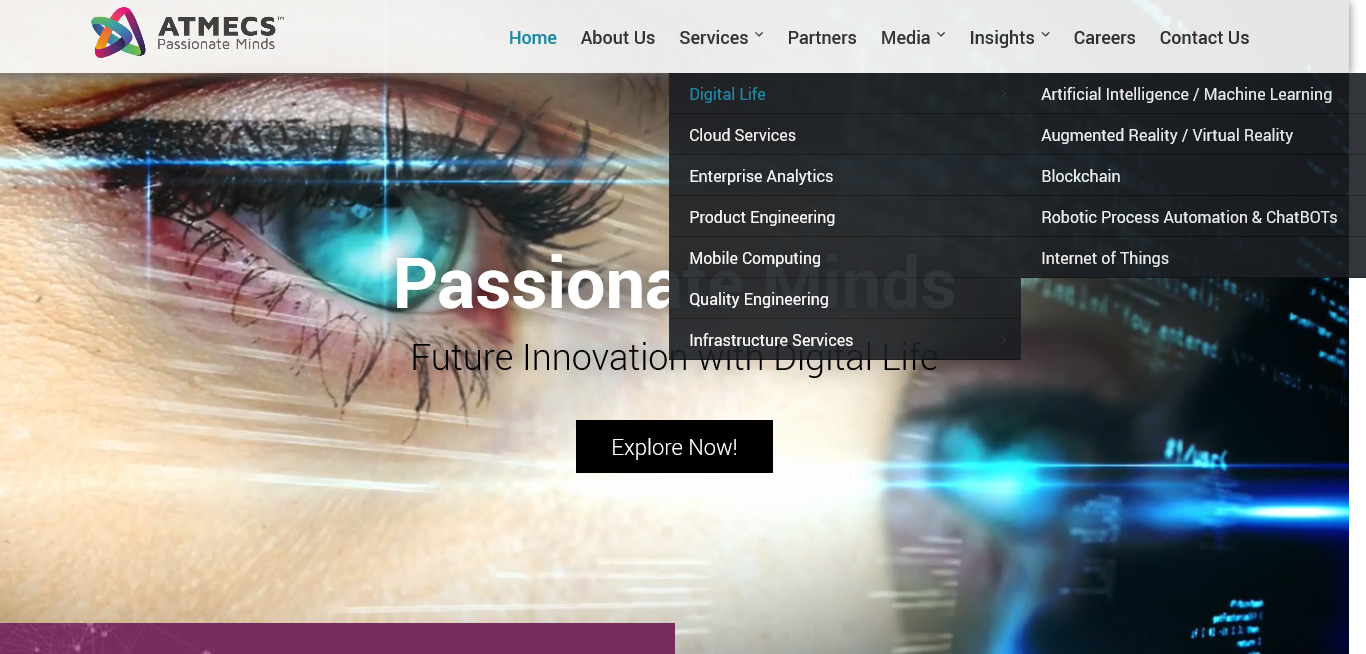 ATMECS™
Passionate Minds
Home About Us Services Partners Media Insights Careers Contact Us
Digital Life
Cloud Services
Enterprise Analytics
Product Engineering
Mobile Computing
Quality Engineering
Infrastructure Services
Artificial Intelligence / Machine Learning
Augmented Reality / Virtual Reality
Blockchain
Robotic Process Automation & ChatBOTs
Internet of Things
Passionate Minds
Future Innovation with Digital Life
Explore Now!